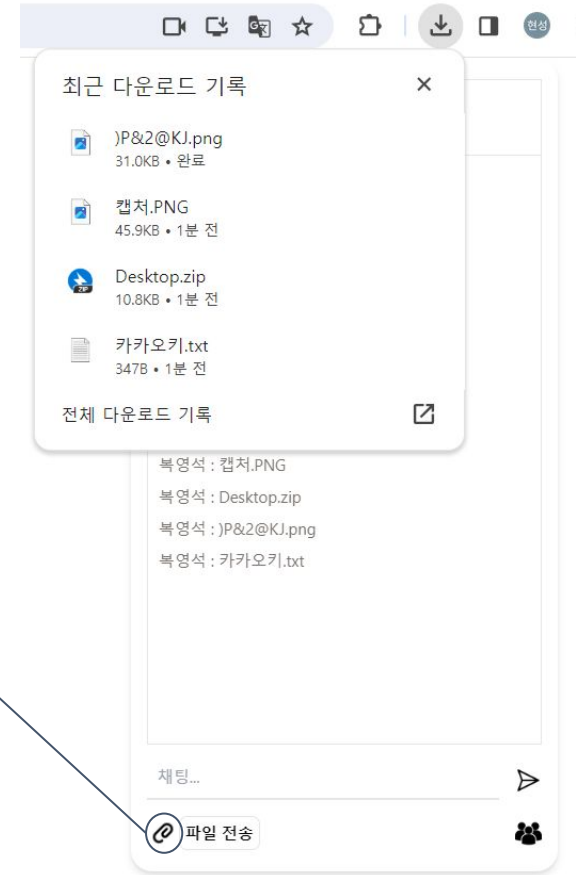 현성
최근 다운로드 기록
)P&2@KJ.png
31.0KB • 완료
캡처.PNG
45.9KB • 1분 전
ZIP
Desktop.zip
10.8KB • 1분 전
카카오키.txt
347B • 1분 전
전체 다운로드 기록
복영석 : 캡처.PNG
복영석 : Desktop.zip
복영석 : )P&2@KJ.png
복영석 : 카카오키.txt
채팅...
파일 전송